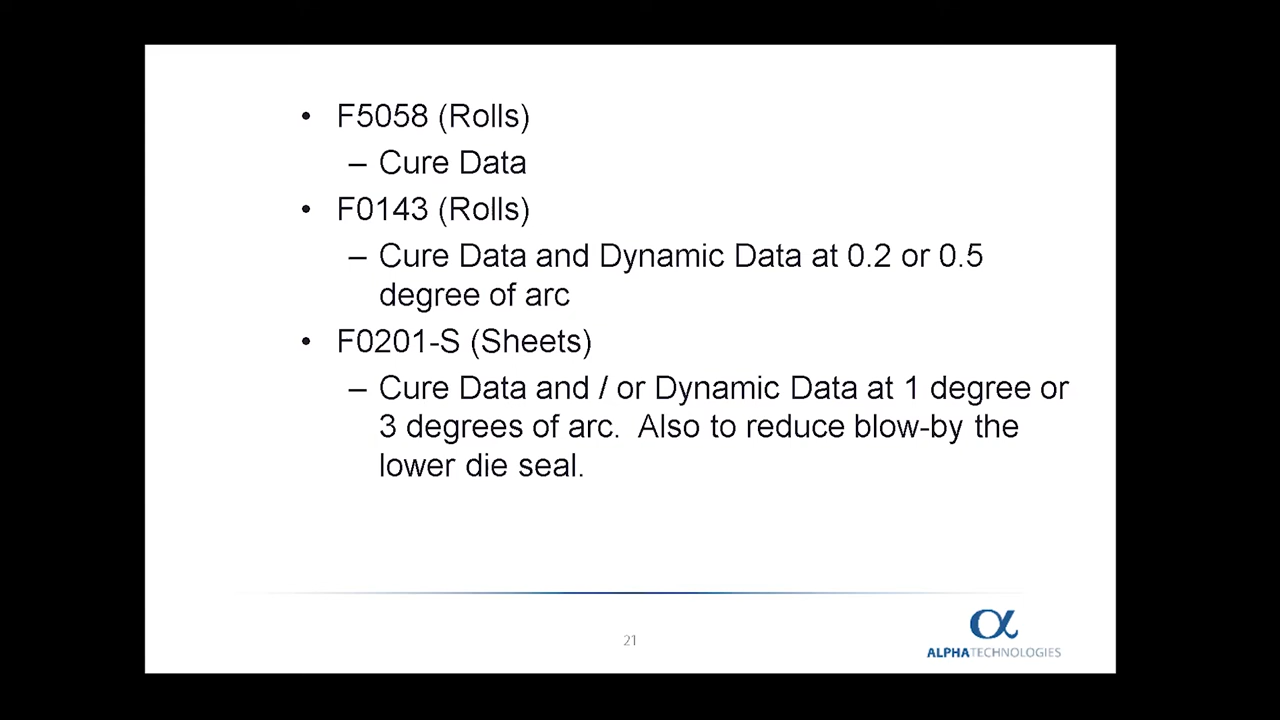 • F5058 (Rolls)
– Cure Data
• F0143 (Rolls)
– Cure Data and Dynamic Data at 0.2 or 0.5
degree of arc
• F0201-S (Sheets)
– Cure Data and / or Dynamic Data at 1 degree or
3 degrees of arc.  Also to reduce blow-by the
lower die seal.
21
α
ALPHATECHNOLOGIES